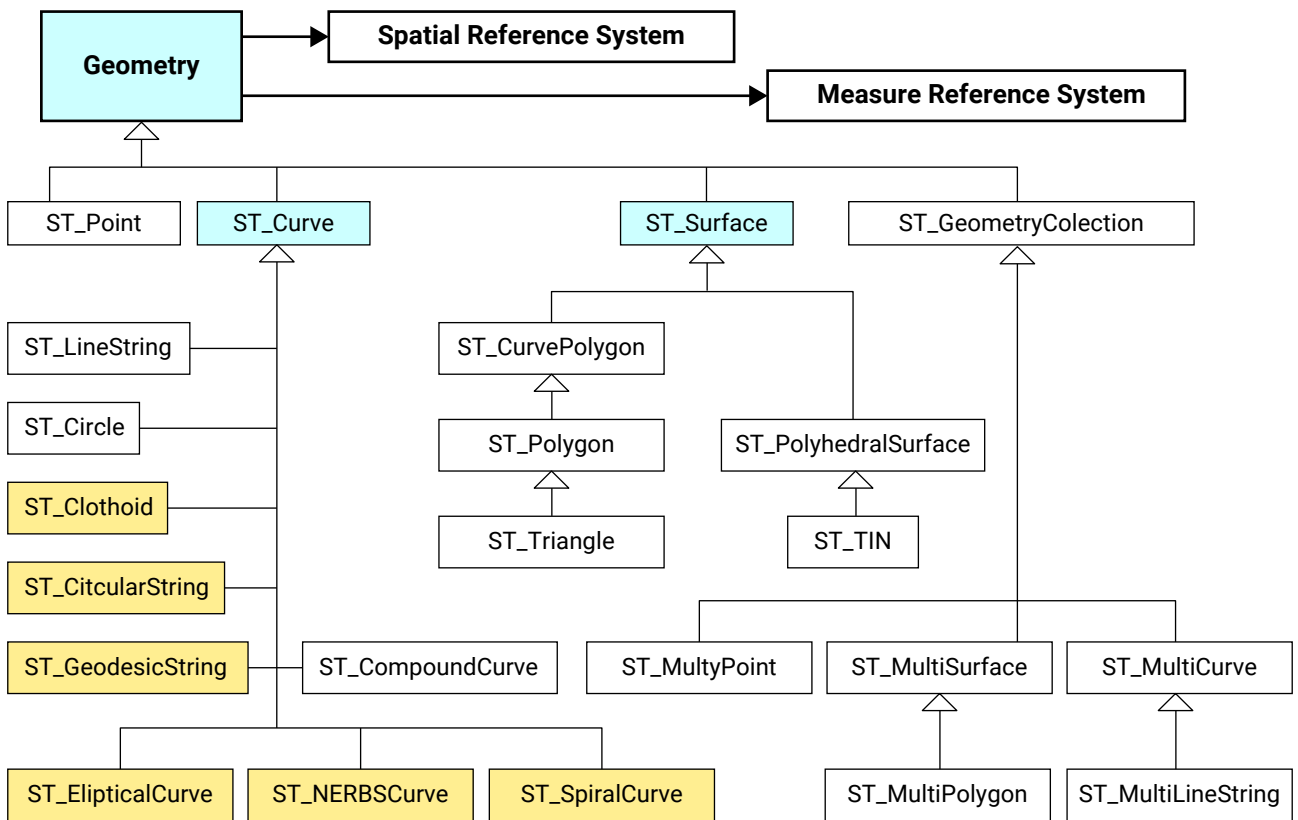 Geometry
Spatial Reference System
Measure Reference System
ST_Point
ST_Curve
ST_Surface
ST_GeometryColection
ST_LineString
ST_CurvePolygon
ST_Circle
ST_Polygon
ST_PolyhedralSurface
ST_Clothoid
ST_Triangle
ST_TIN
ST_CitcularString
ST_GeodesicString
ST_CompoundCurve
ST_MultyPoint
ST_MultiSurface
ST_MultiCurve
ST_ElipticalCurve
ST_NERBSCurve
ST_SpiralCurve
ST_MultiPolygon
ST_MultiLineString